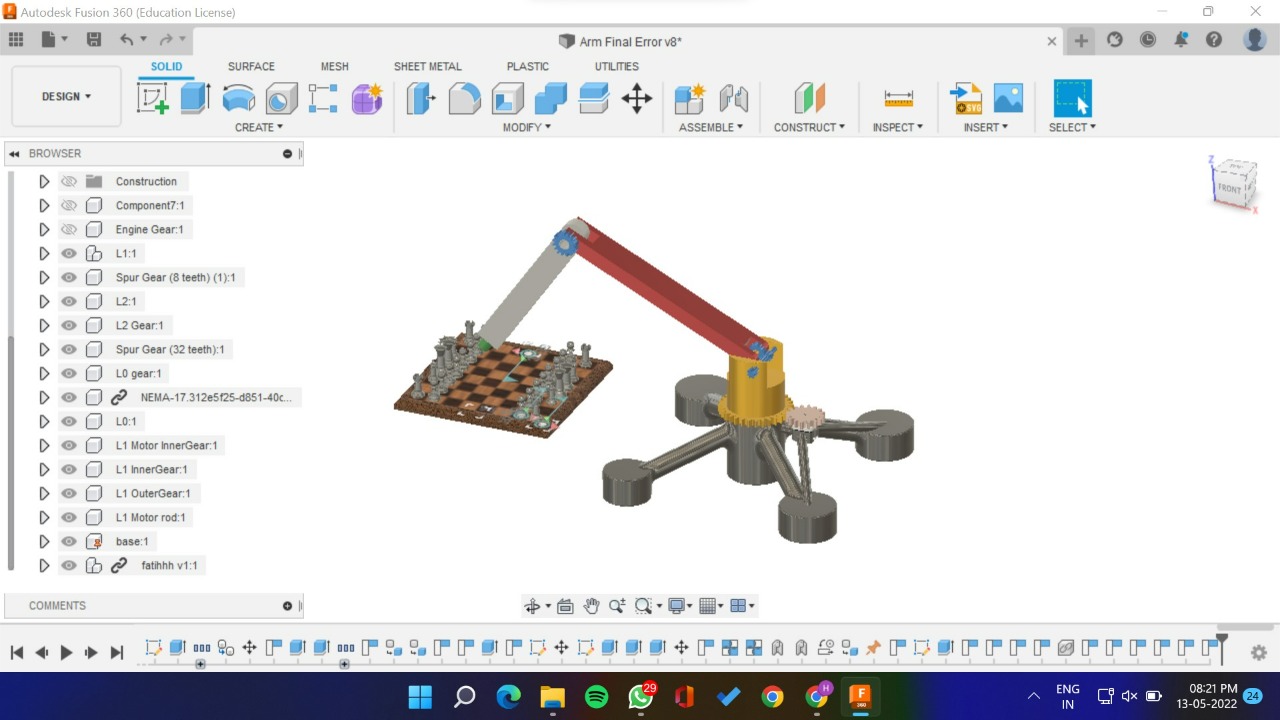 Autodesk Fusion 360 (Education License)
Arm Final Error v8*
SOLID SURFACE MESH SHEET METAL PLASTIC UTILITIES
DESIGN
CREATE MODIFY ASSEMBLE CONSTRUCT INSPECT INSERT SELECT
SVG
BROWSER
Construction
Component7:1
Engine Gear:1
L1:1
Spur Gear (8 teeth) (1):1
L2:1
L2 Gear:1
Spur Gear (32 teeth):1
L0 gear:1
NEMA-17.312e5f25-d851-40c...
L0:1
L1 Motor InnerGear:1
L1 InnerGear:1
L1 OuterGear:1
L1 Motor rod:1
base:1
fatihhh v1:1
Z
FRONT
X
COMMENTS
29
H
F
360
ENG
IN
08:21 PM
13-05-2022
24